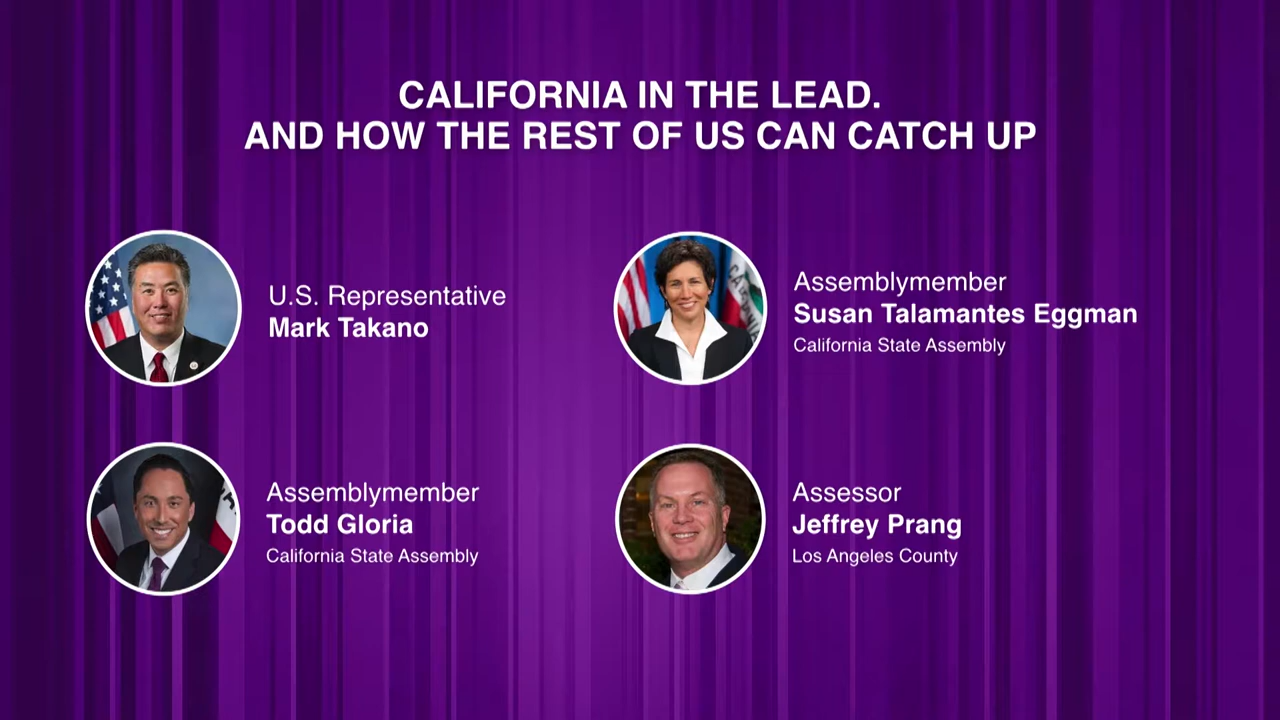 CALIFORNIA IN THE LEAD.
AND HOW THE REST OF US CAN CATCH UP
U.S. Representative
Mark Takano
Assemblymember
Susan Talamantes Eggman
California State Assembly
Assemblymember
Todd Gloria
California State Assembly
Assessor
Jeffrey Prang
Los Angeles County